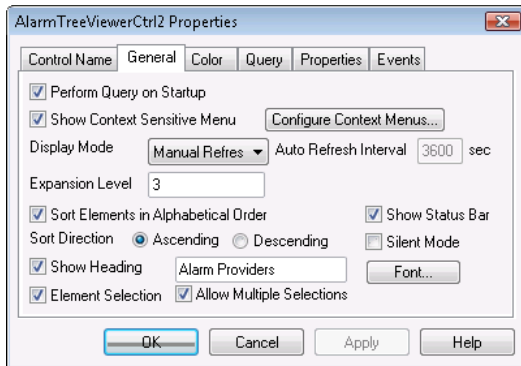 AlarmTreeViewerCtrl2 Properties
Control Name General Color Query Properties Events
Perform Query on Startup
Show Context Sensitive Menu Configure Context Menus...
Display Mode Manual Refres Auto Refresh Interval 3600 sec
Expansion Level 3
Sort Elements in Alphabetical Order Show Status Bar
Sort Direction Ascending Descending Silent Mode
Show Heading Alarm Providers Font...
Element Selection Allow Multiple Selections
OK Cancel Apply Help